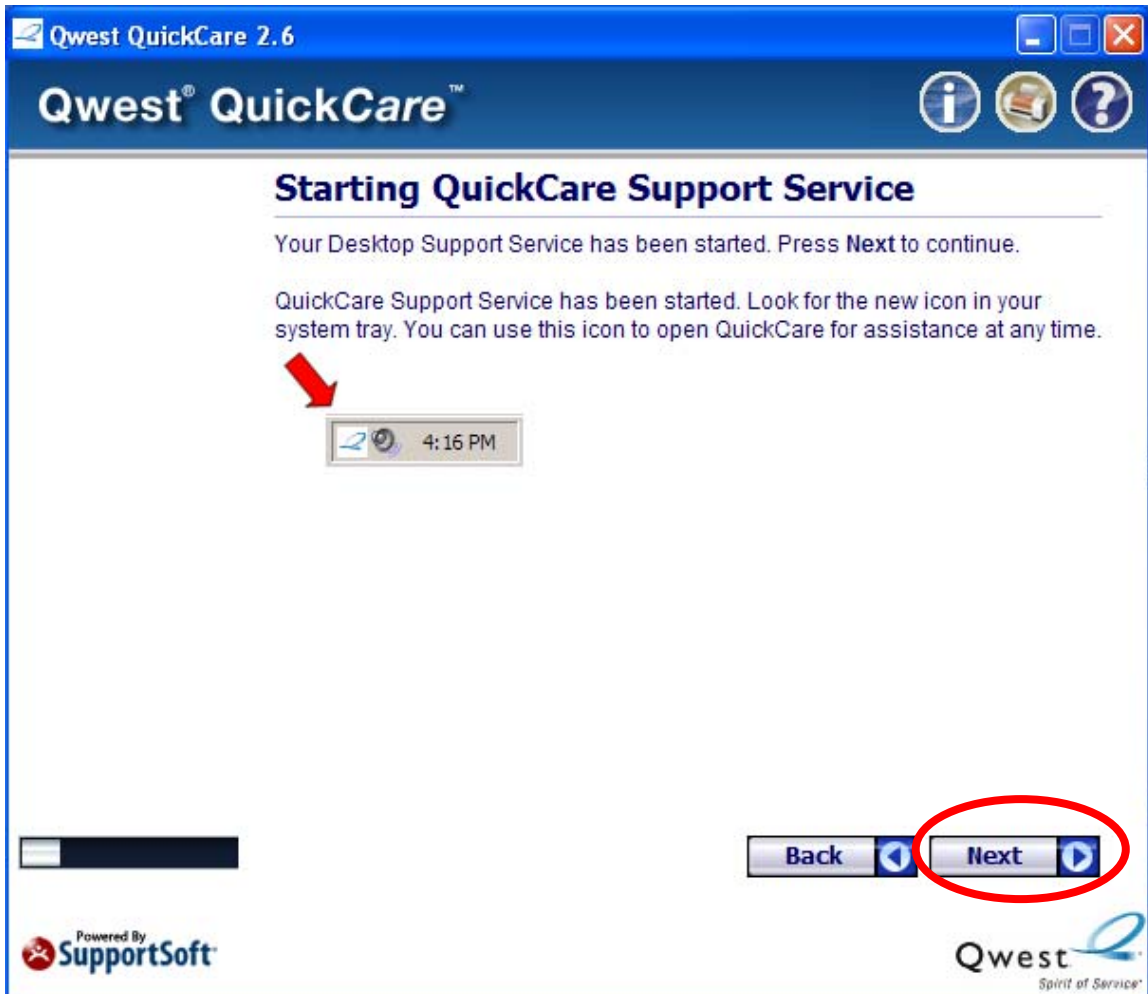 Qwest QuickCare 2.6
Qwest® QuickCare™
Starting QuickCare Support Service
Your Desktop Support Service has been started. Press Next to continue.
QuickCare Support Service has been started. Look for the new icon in your
system tray. You can use this icon to open QuickCare for assistance at any time.
4:16 PM
Back
Next
Powered By
SupportSoft
Qwest
Spirit of Service